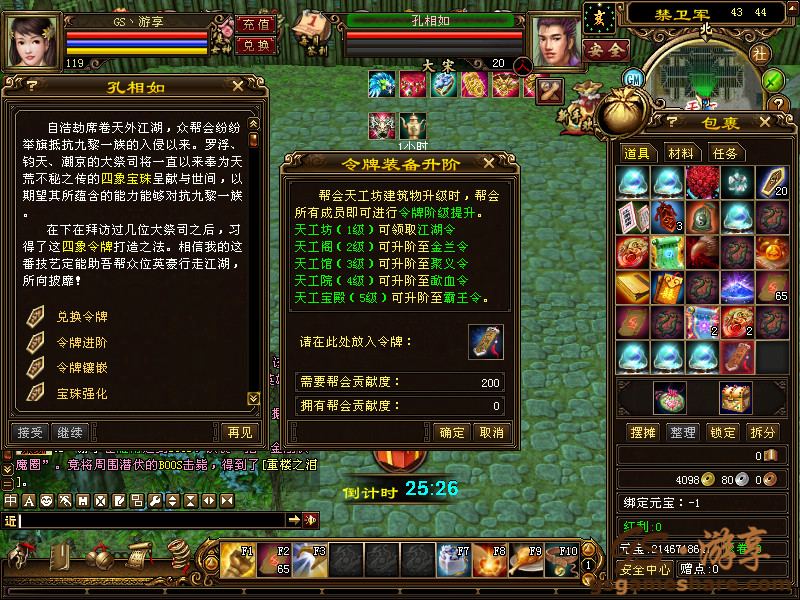 GS丶游享
充值
兑换
119
孔相如
20
大宋
安全
禁卫军 43 44
北
社
GM
1小时
孔相如
自浩劫席卷天外江湖，众帮会纷纷
举旗抵抗九黎一族的入侵以来。罗浮、
钧天、潮京的大祭司将一直以来奉为天
荒不秘之传的四象宝珠呈献与世间，以
期望其所蕴含的能力能够对抗九黎一族
。
在下在拜访过几位大祭司之后，习
得了这四象令牌打造之法。相信我的这
番技艺定能助吾帮众位英豪行走江湖，
所向披靡！
兑换令牌
令牌进阶
令牌镶嵌
宝珠强化
接受
继续
再见
令牌装备升阶
帮会天工坊建筑物升级时，帮会
所有成员即可进行令牌阶级提升。
天工坊（1级）可领取江湖令
天工阁（2级）可升阶至金兰令
天工馆（3级）可升阶至聚义令
天工院（4级）可升阶至歃血令
天工宝殿（5级）可升阶至霸王令。
请在此处放入令牌：
需要帮会贡献度： 200
拥有帮会贡献度： 0
确定
取消
包裹
道具
材料
任务
20
3
65
2
2
摆摊
整理
锁定
拆分
0
4098 80 0
绑定元宝：-1
红利:0
安全中心
赠点:0
魔圈”。竟将周围潜伏的BOOS击毙，得到了[重楼之泪
]。
倒计时 25:26
中
近
F1
F2
65
F3
F7
F8
F9
F10
1
游享
gsgameshare.com